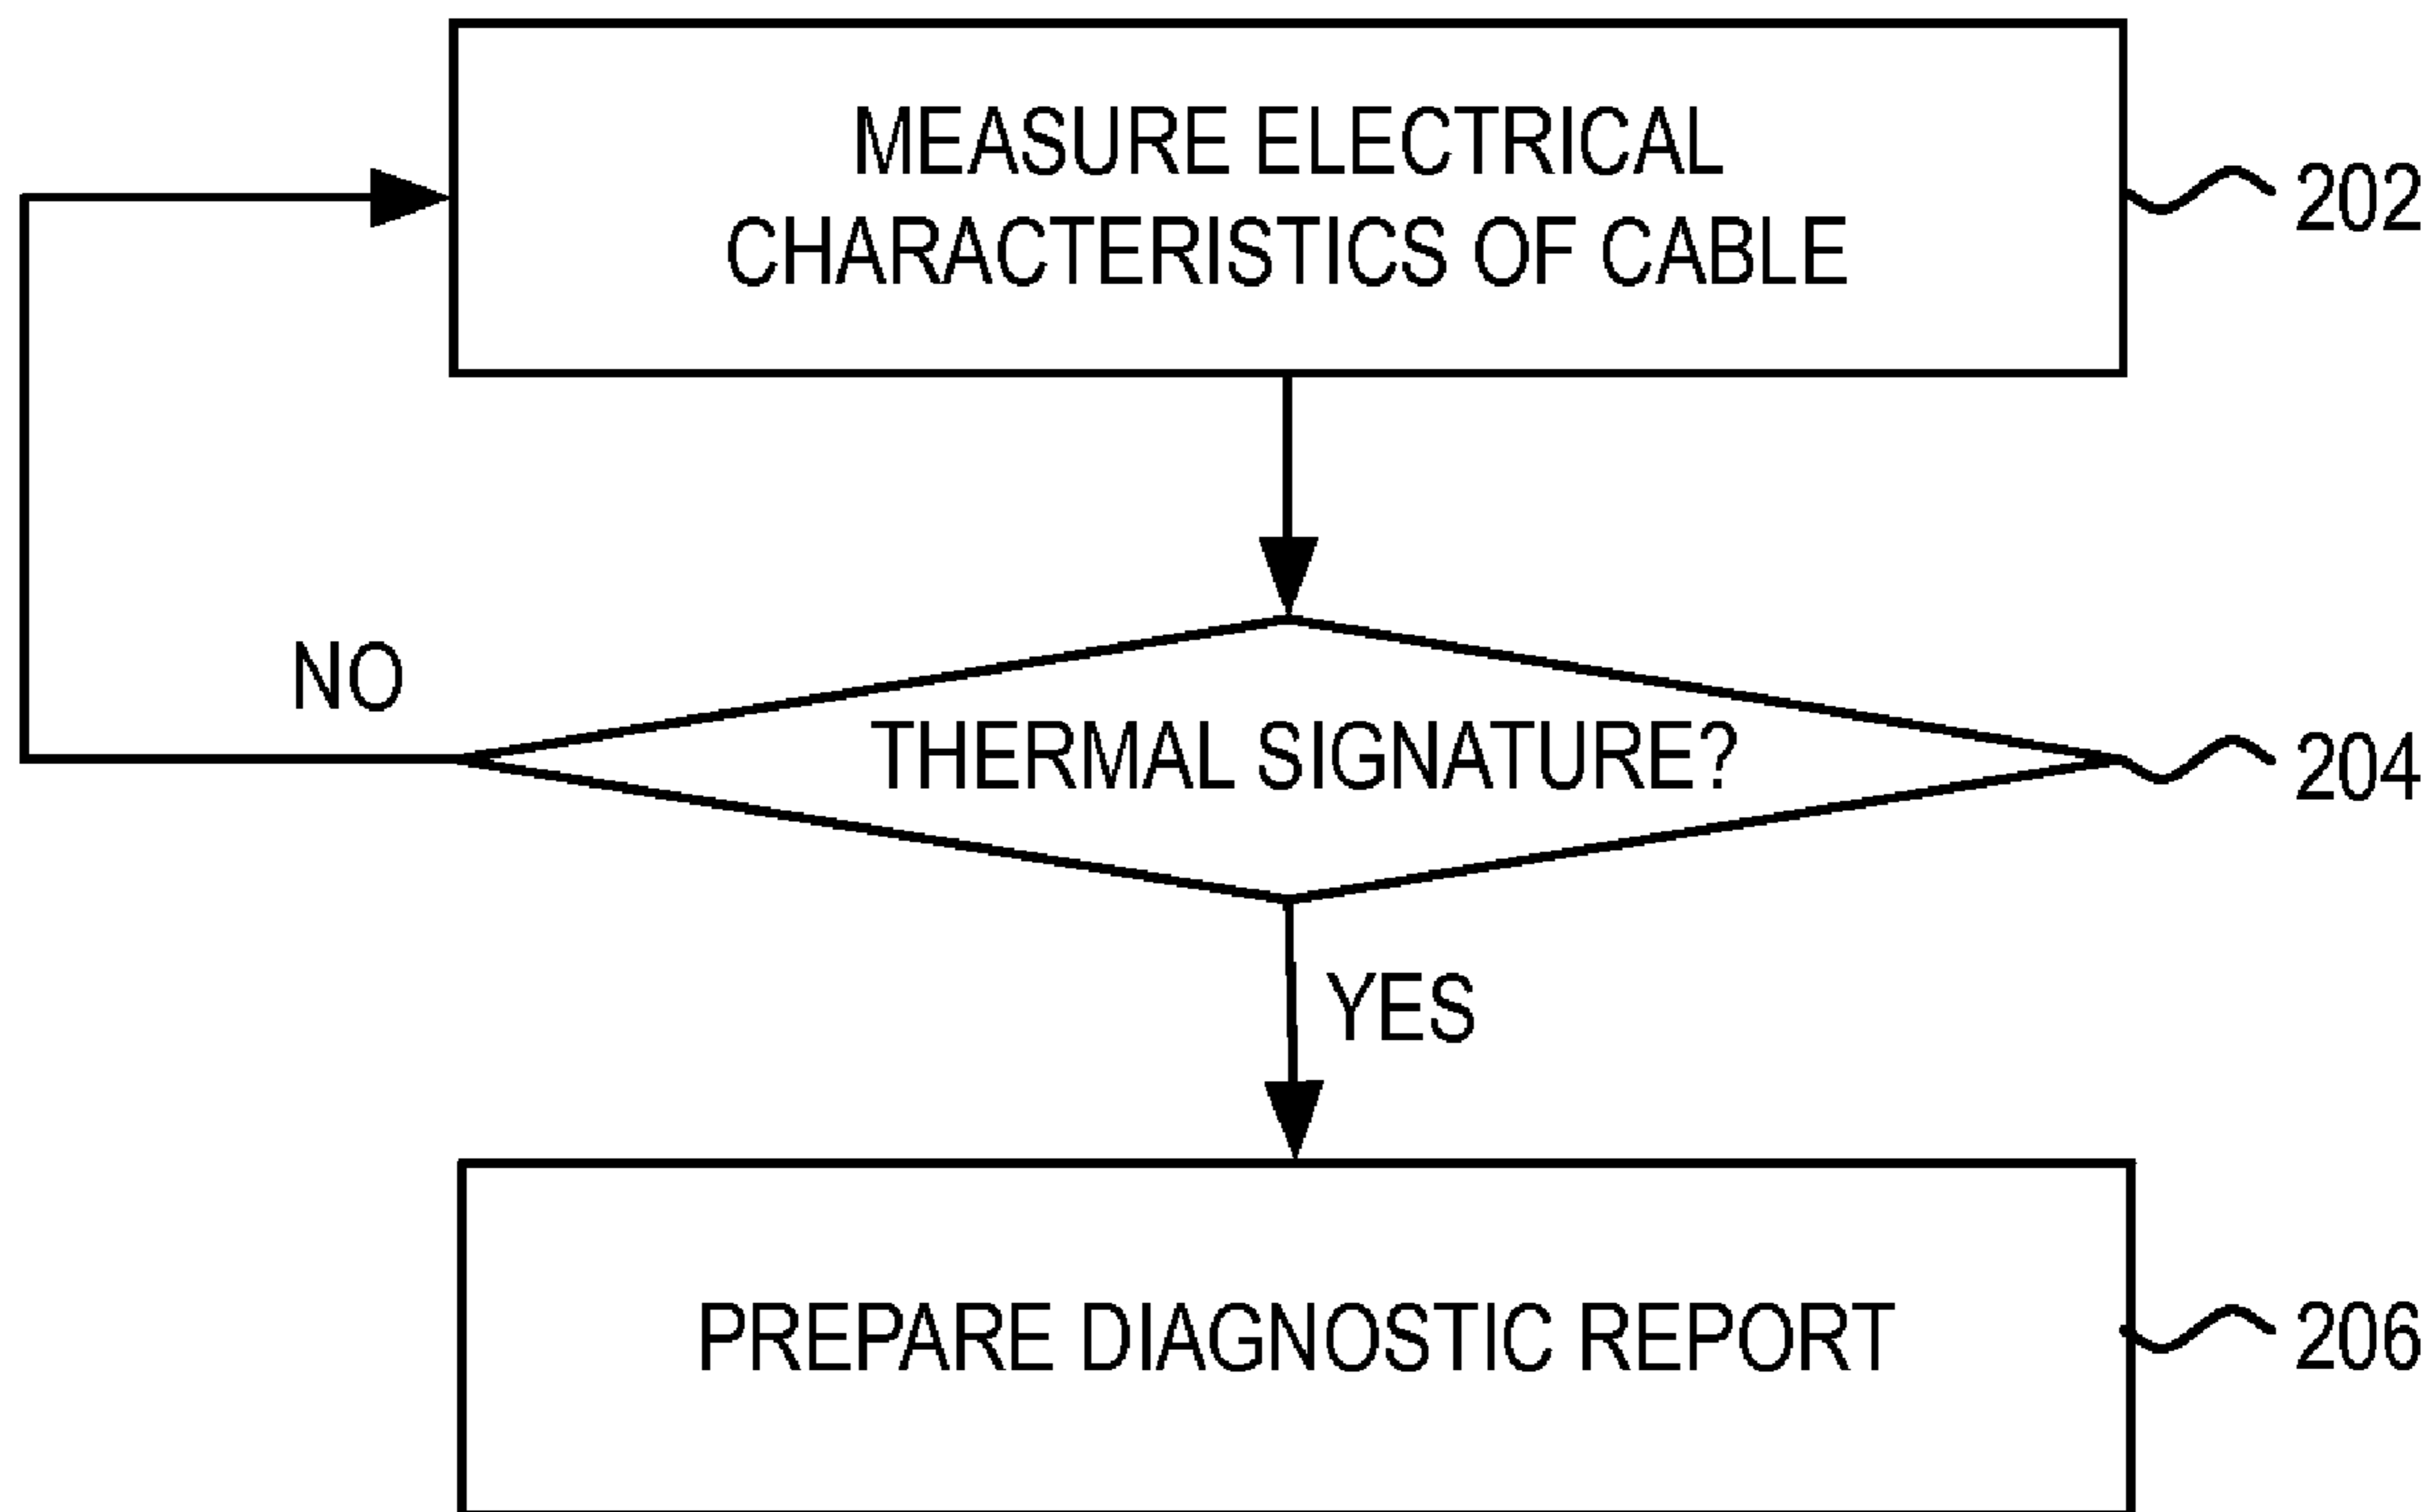 MEASURE ELECTRICAL
CHARACTERISTICS OF CABLE
202
NO
THERMAL SIGNATURE?
204
YES
PREPARE DIAGNOSTIC REPORT
206